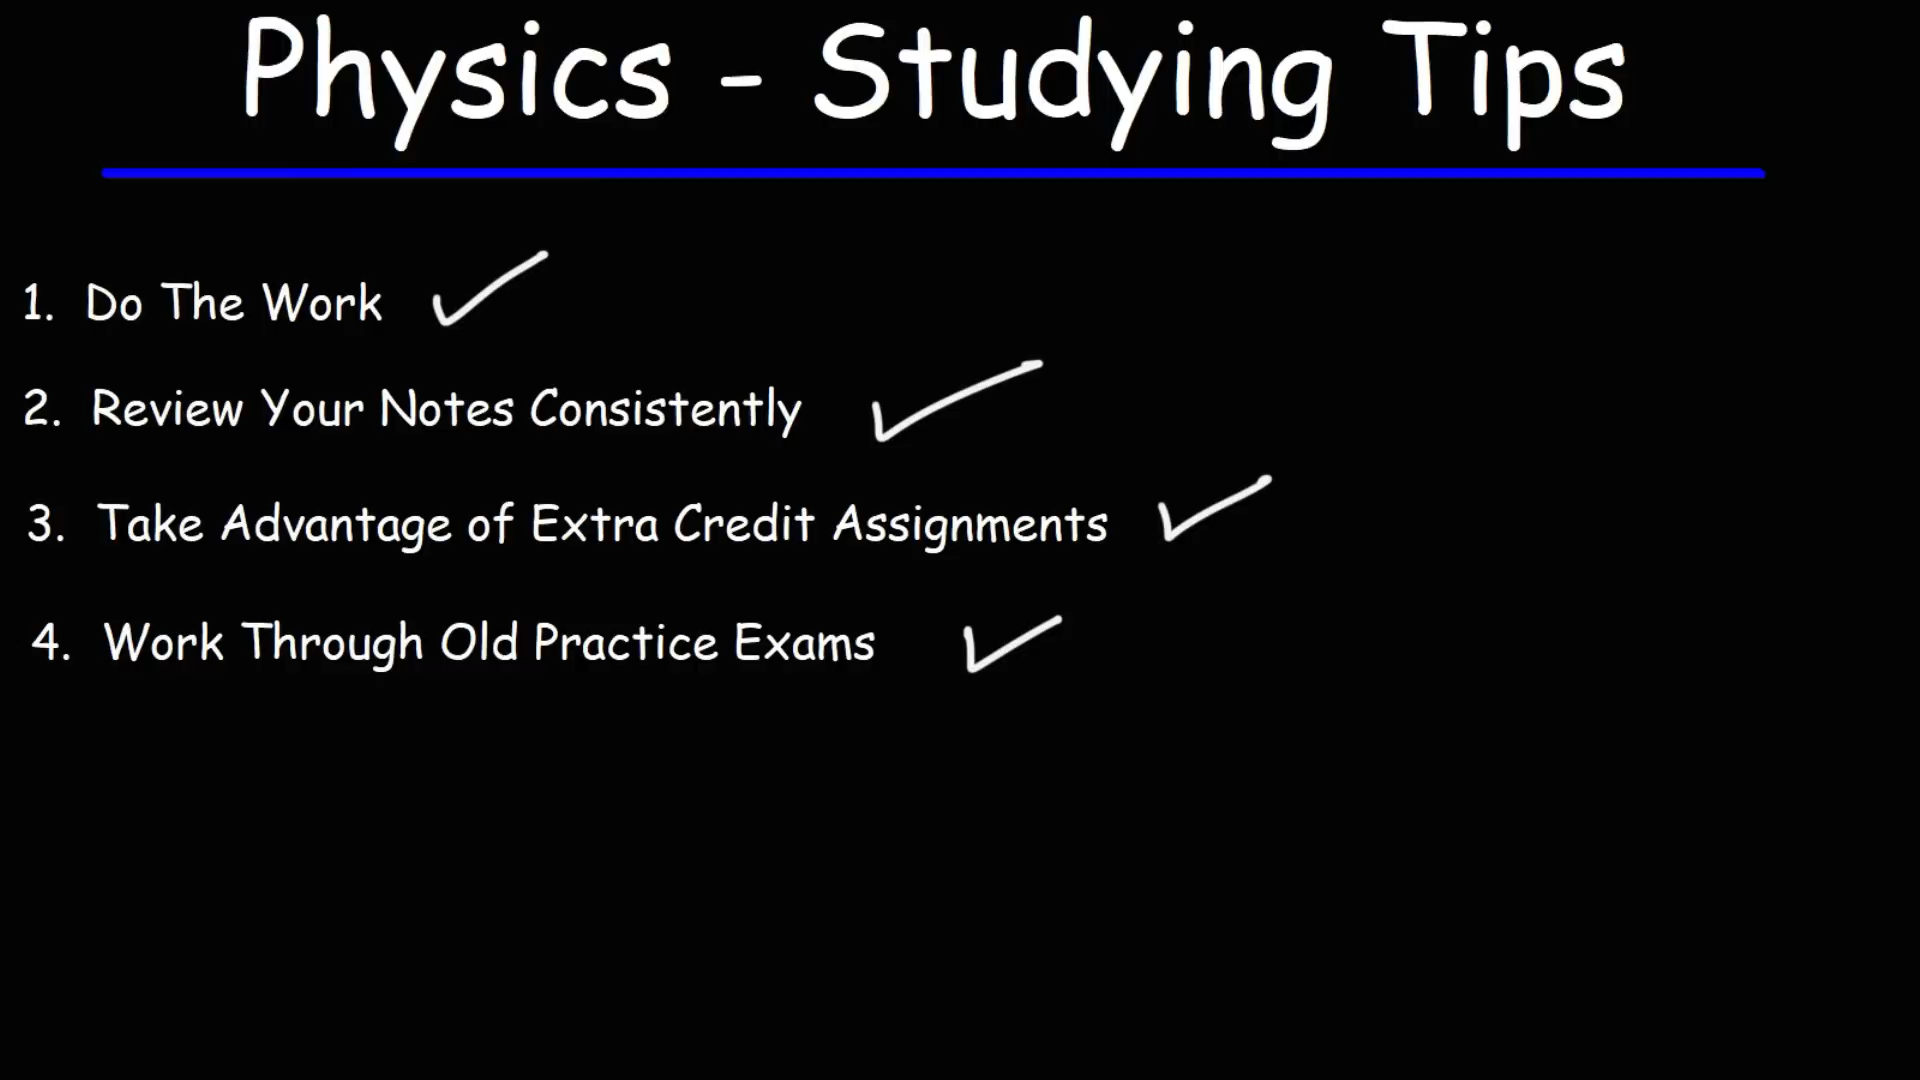 Physics - Studying Tips
1. Do The Work
2. Review Your Notes Consistently
3. Take Advantage of Extra Credit Assignments
4. Work Through Old Practice Exams